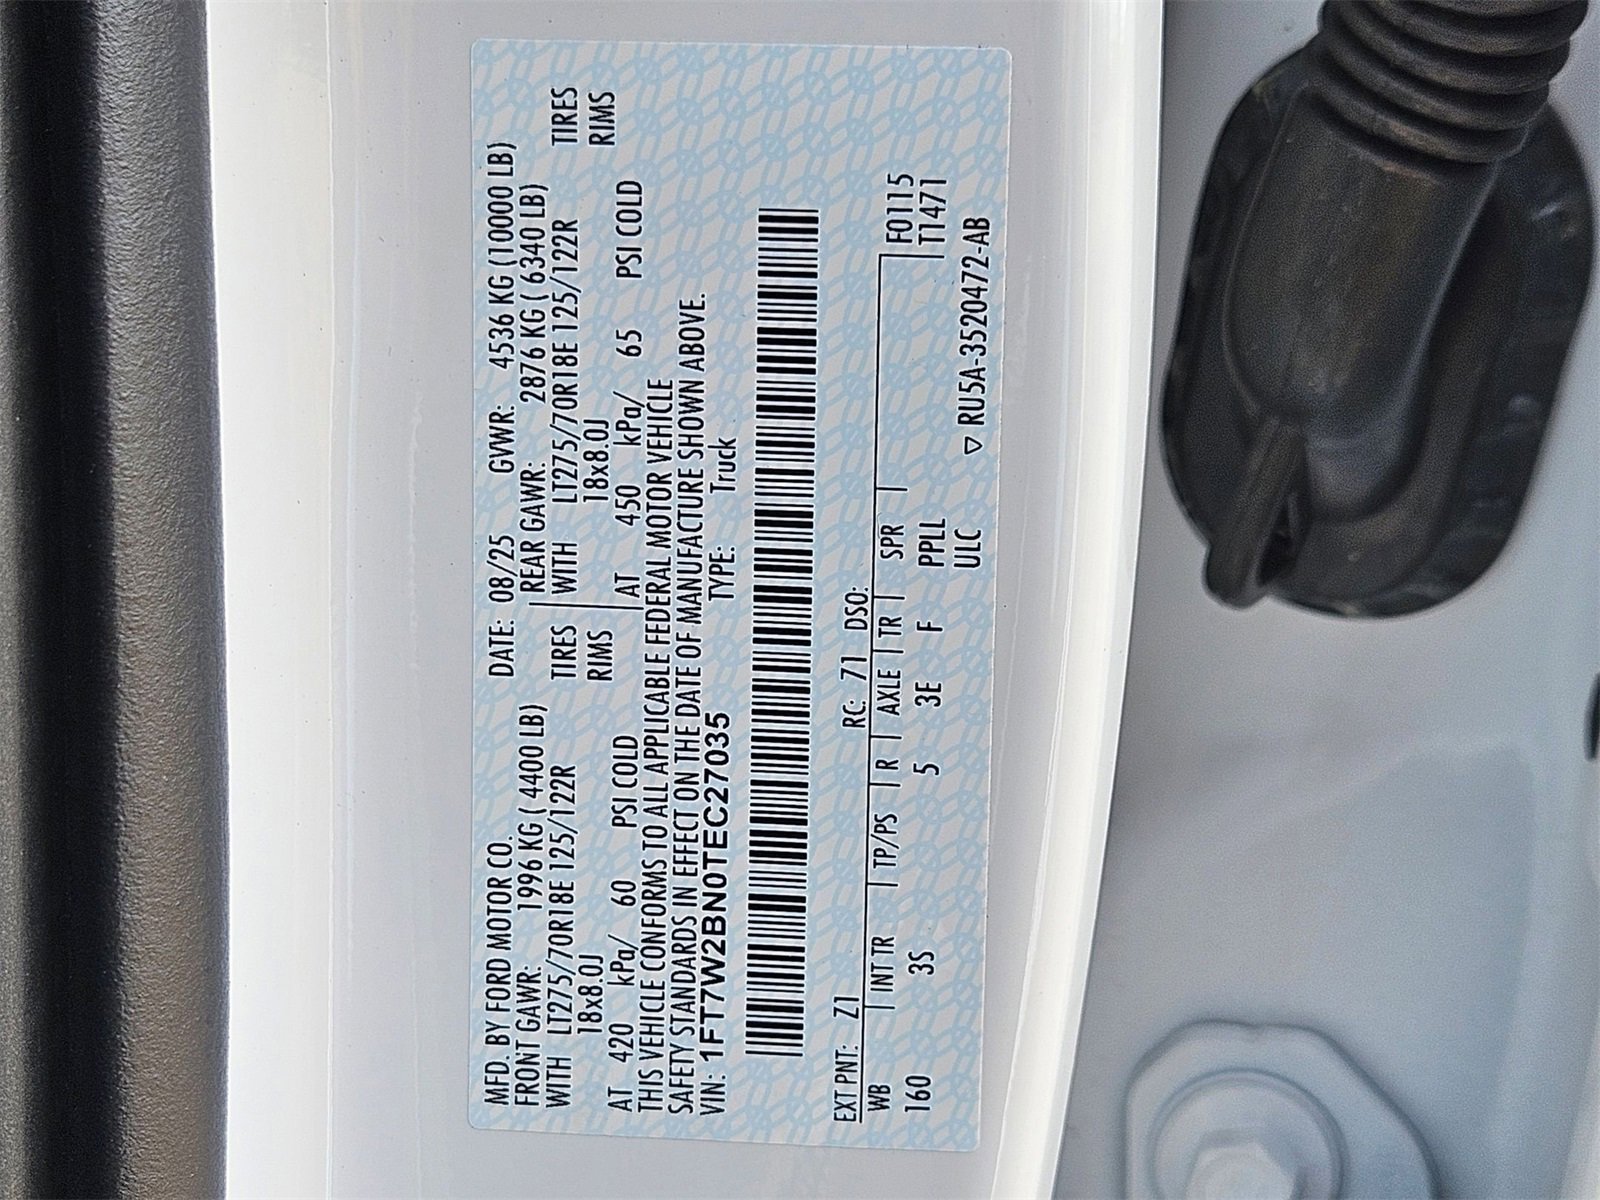 MFD. BY FORD MOTOR CO. DATE: 08/25 GVWR: 4536 KG (10000 LB)
FRONT GAWR: 1996 KG ( 4400 LB) REAR GAWR: 2876 KG ( 6340 LB)
WITH LT275/70R18E 125/122R TIRES WITH LT275/70R18E 125/122R TIRES
18x8.0J RIMS 18x8.0J RIMS
AT 420 kPa/ 60 PSI COLD AT 450 kPa/ 65 PSI COLD
THIS VEHICLE CONFORMS TO ALL APPLICABLE FEDERAL MOTOR VEHICLE
SAFETY STANDARDS IN EFFECT ON THE DATE OF MANUFACTURE SHOWN ABOVE.
VIN: 1FT7W2BN0TEC27035 TYPE: Truck
EXT PNT: Z1 RC: 71 DSO: F0115
WB | INT TR | TP/PS | R | AXLE | TR | SPR | T1471
160 3S 5 3E F PPLL
ULC ▽ RU5A-3520472-AB